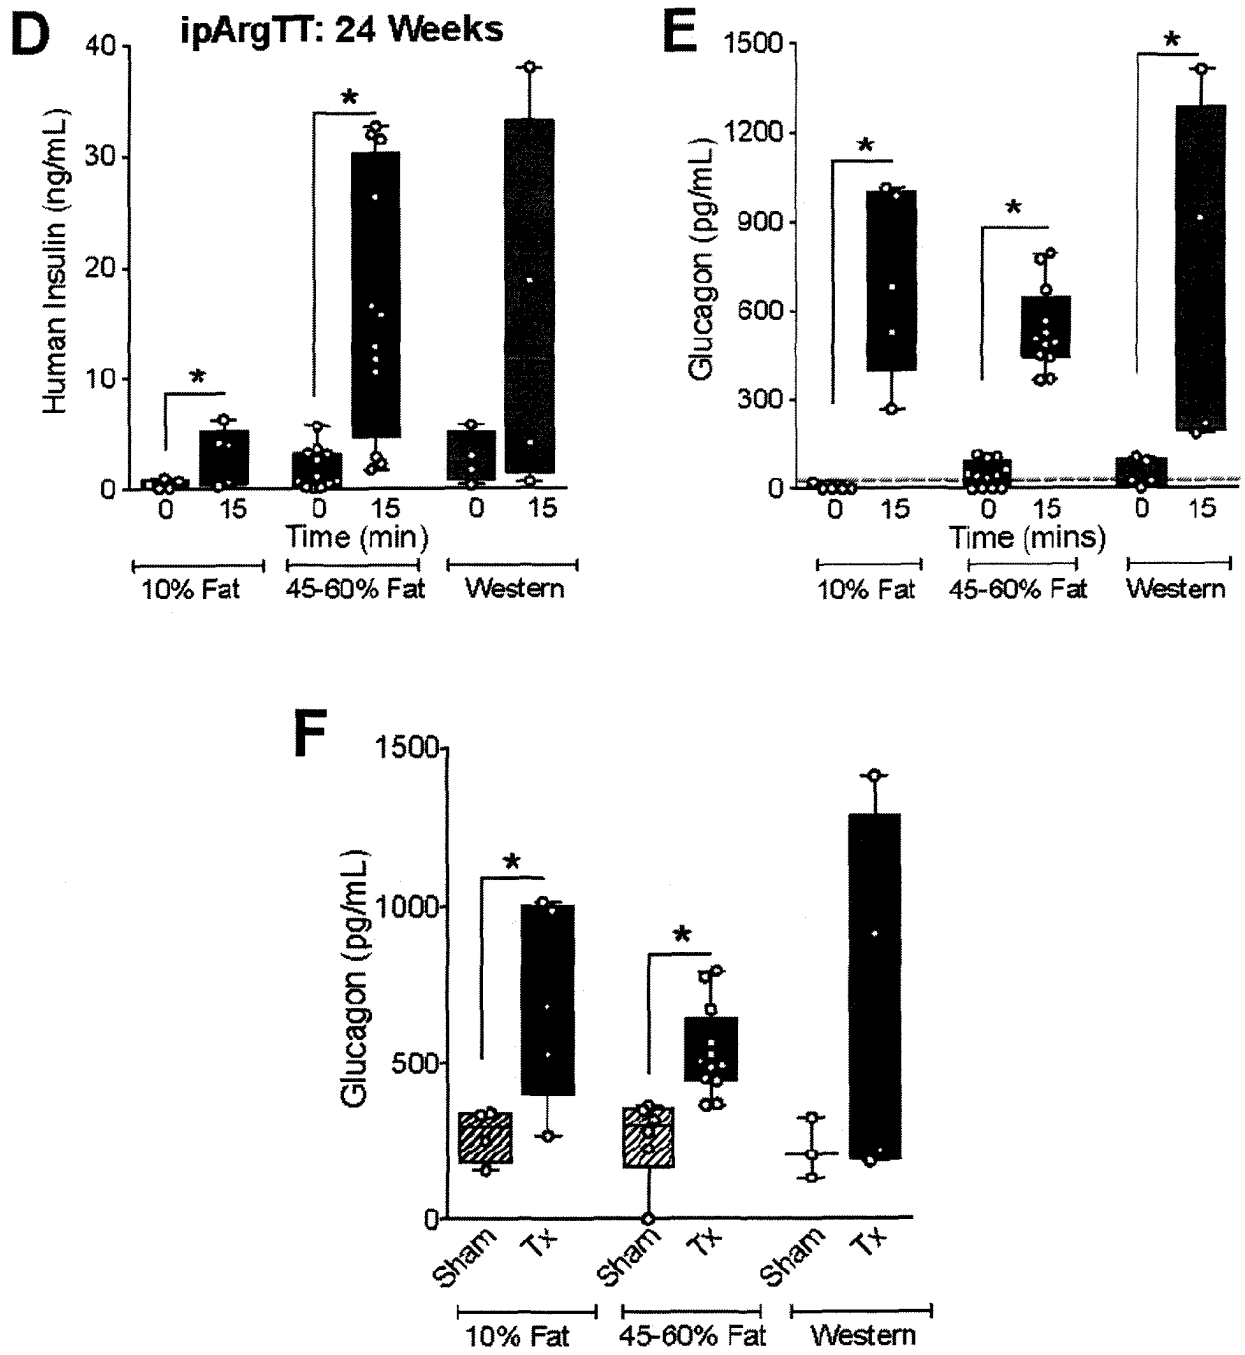 D ipArgTT: 24 Weeks
Human Insulin (ng/mL)
40
30
20
10
0
*
*
0 15 0 15 0 15
Time (min)
10% Fat 45-60% Fat Western
E
Glucagon (pg/mL)
1500
1200
900
600
300
0
*
*
*
0 15 0 15 0 15
Time (mins)
10% Fat 45-60% Fat Western
F
Glucagon (pg/mL)
1500
1000
500
0
*
*
Sham Tx Sham Tx Sham Tx
10% Fat 45-60% Fat Western